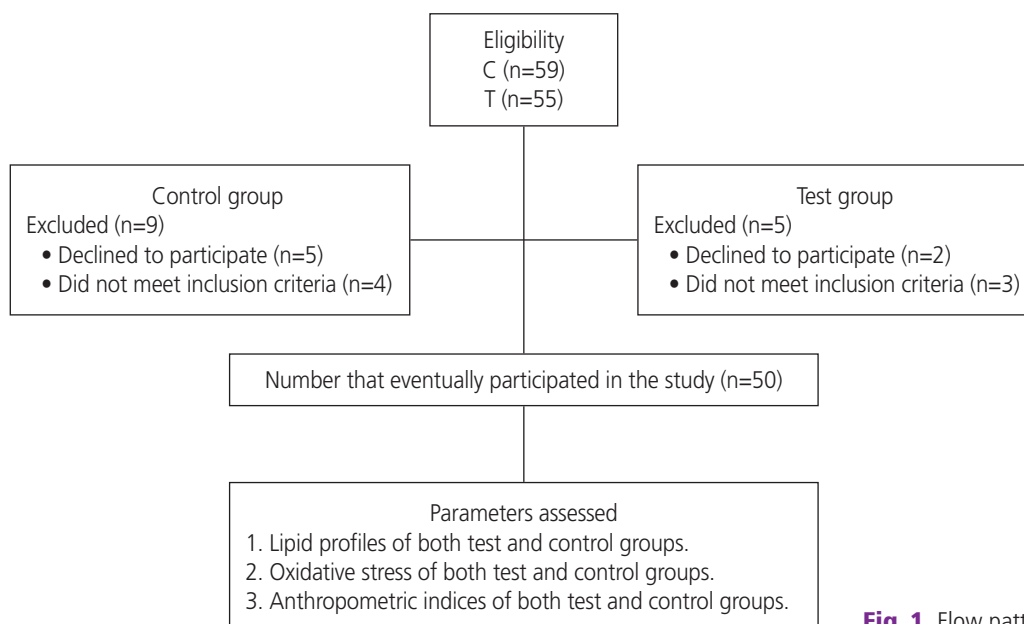 Eligibility
C (n=59)
T (n=55)
Control group
Excluded (n=9)
• Declined to participate (n=5)
• Did not meet inclusion criteria (n=4)
Test group
Excluded (n=5)
• Declined to participate (n=2)
• Did not meet inclusion criteria (n=3)
Number that eventually participated in the study (n=50)
Parameters assessed
1. Lipid profiles of both test and control groups.
2. Oxidative stress of both test and control groups.
3. Anthropometric indices of both test and control groups.
Fig. 1. Flow